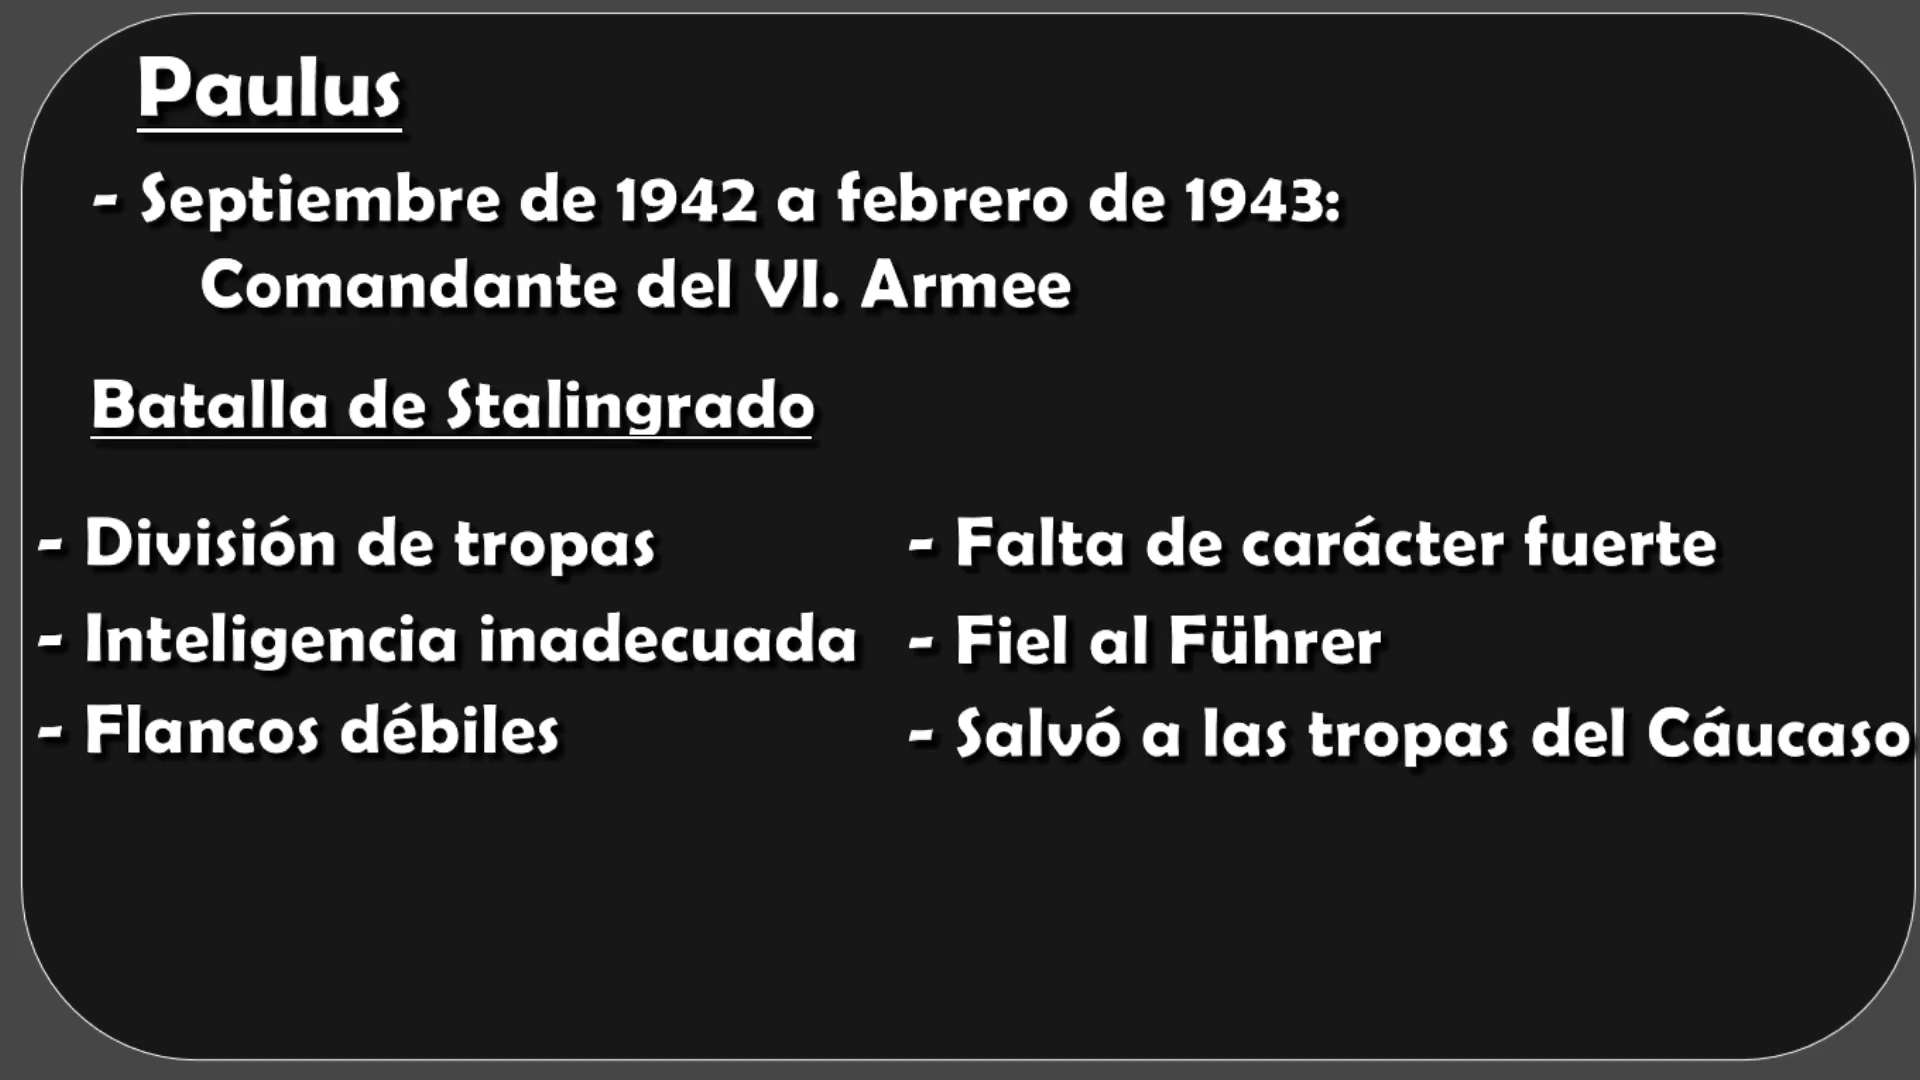 Paulus
- Septiembre de 1942 a febrero de 1943:
Comandante del VI. Armee
Batalla de Stalingrado
- División de tropas
- Inteligencia inadecuada
- Flancos débiles
- Falta de carácter fuerte
- Fiel al Führer
- Salvó a las tropas del Cáucaso